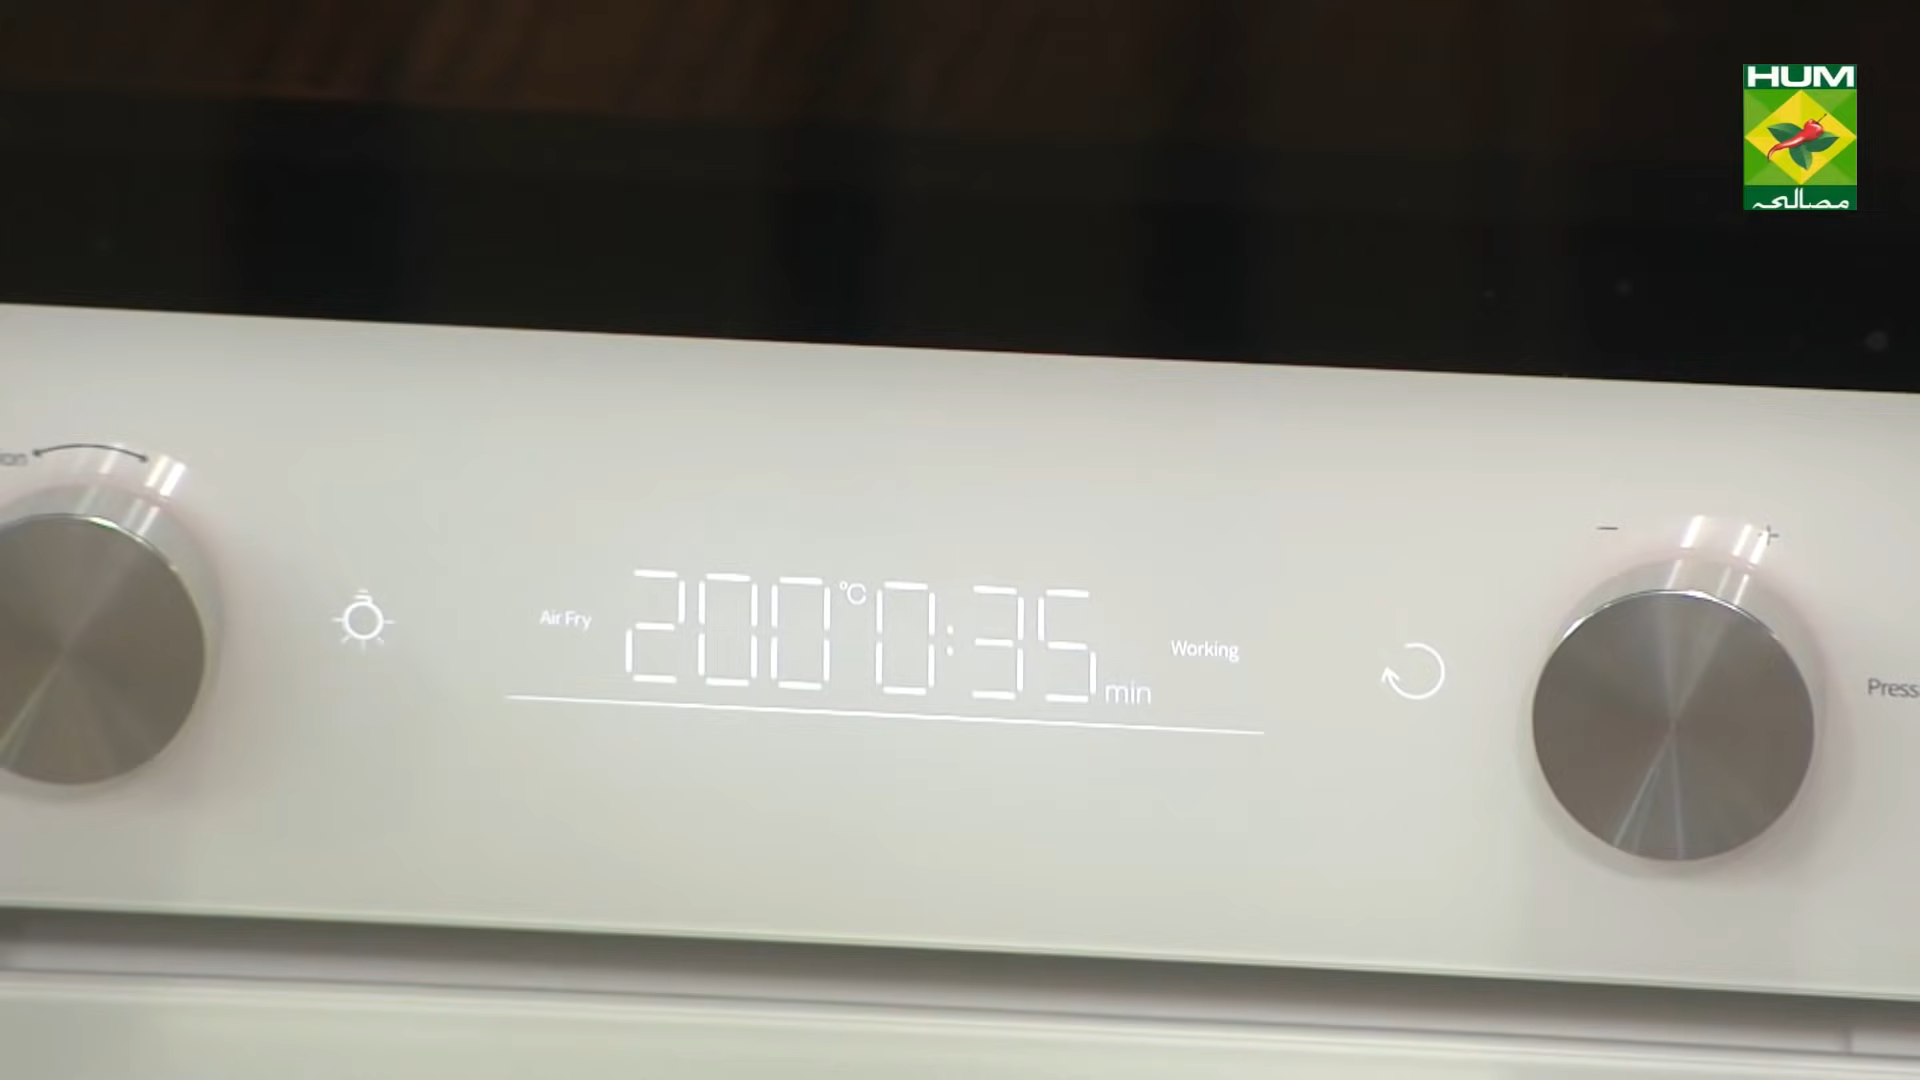 HUM
مصالحہ
Air Fry
200 °C 0:35 min
Working
- +
Press